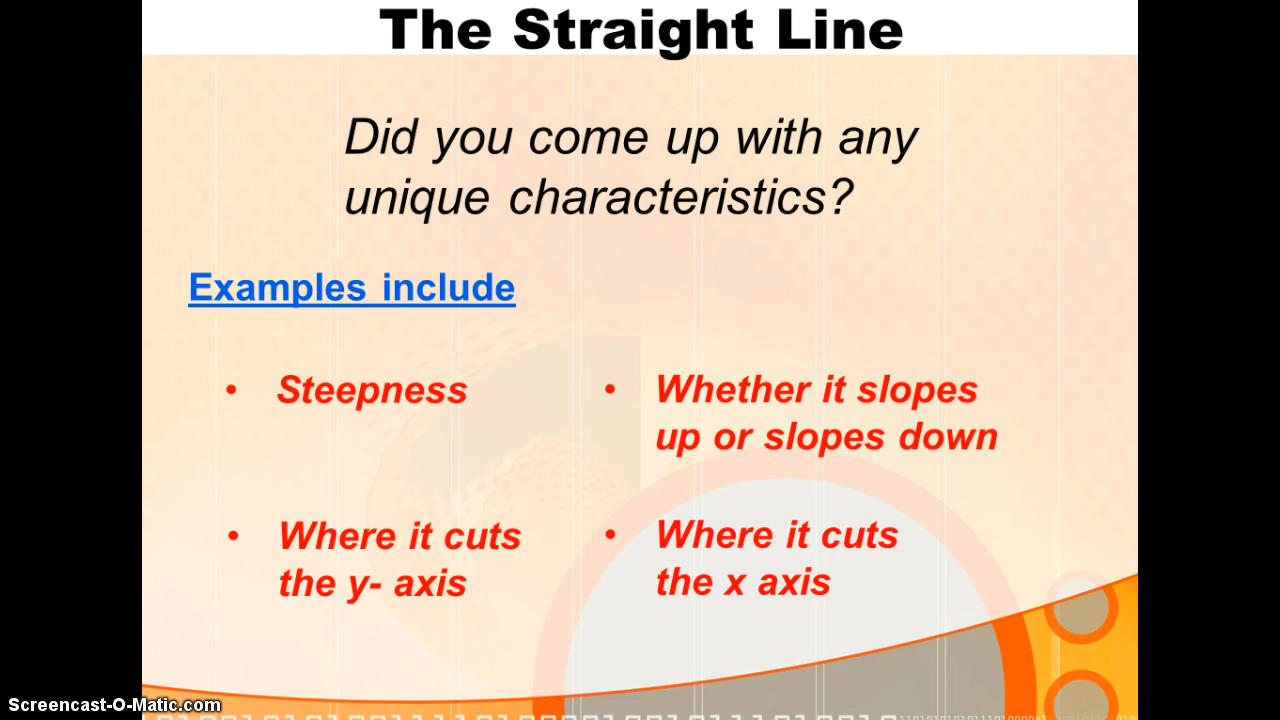 The Straight Line
Did you come up with any
unique characteristics?
Examples include
• Steepness
• Whether it slopes
up or slopes down
• Where it cuts
the y- axis
• Where it cuts
the x axis
Screencast-O-Matic.com